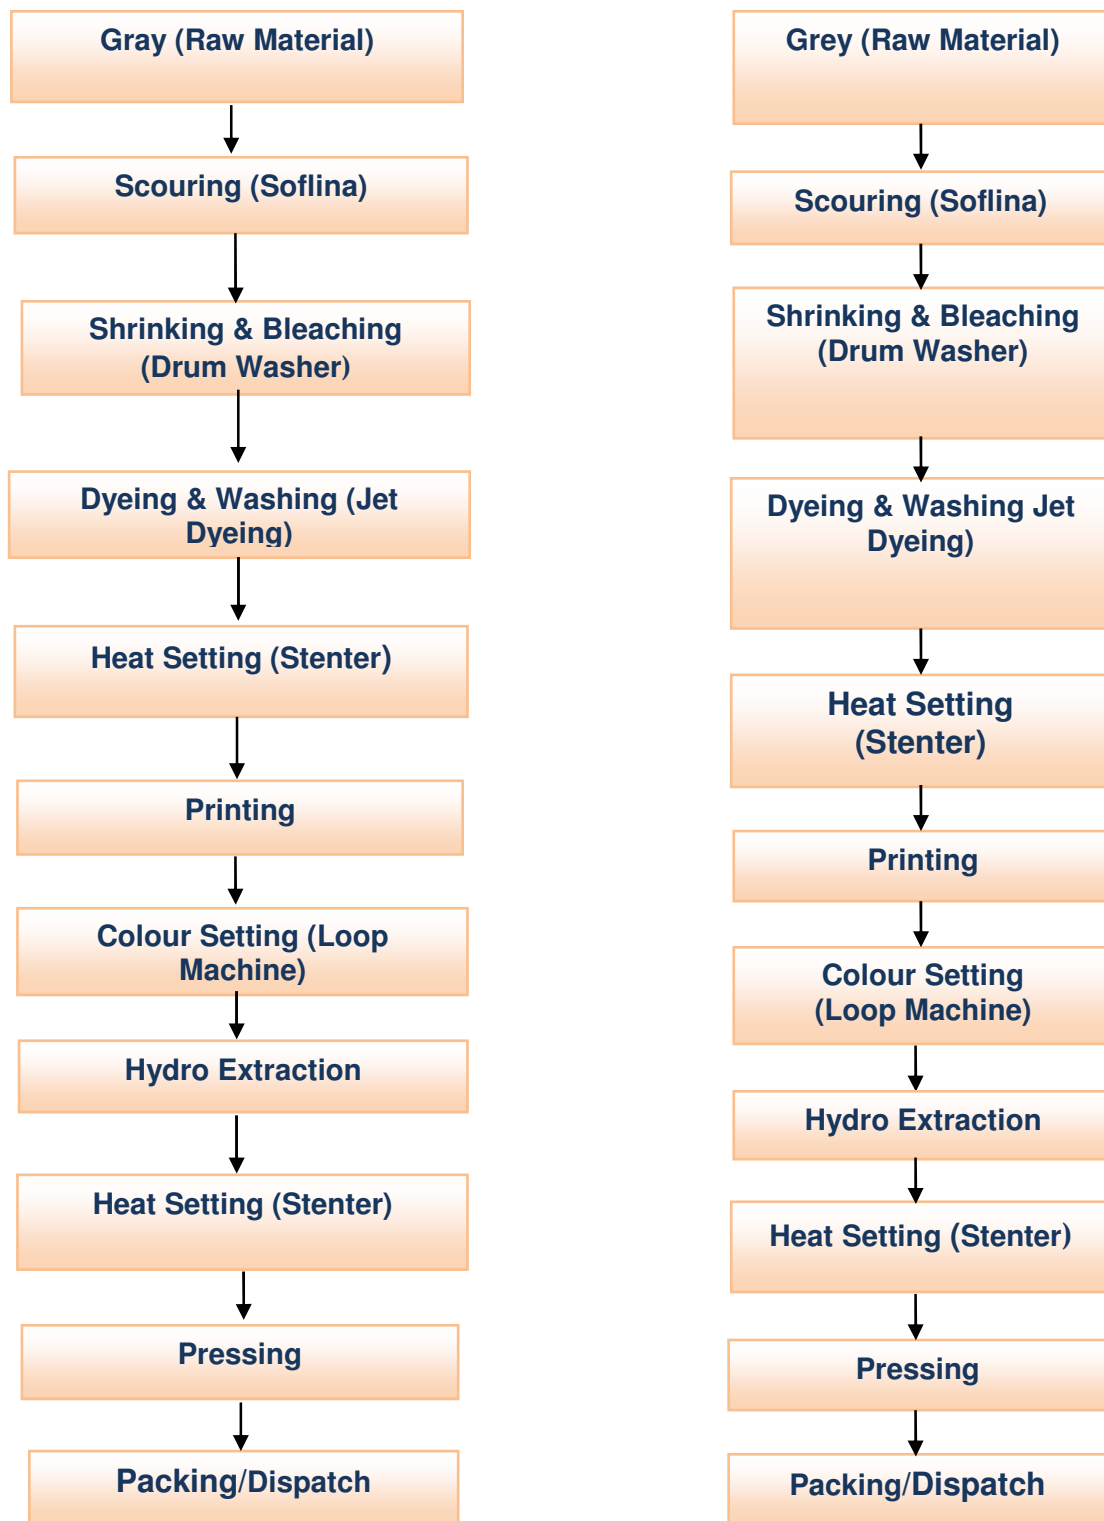 Gray (Raw Material)
Scouring (Soflina)
Shrinking & Bleaching
(Drum Washer)
Dyeing & Washing (Jet
Dyeing)
Heat Setting (Stenter)
Printing
Colour Setting (Loop
Machine)
Hydro Extraction
Heat Setting (Stenter)
Pressing
Packing/Dispatch
Grey (Raw Material)
Scouring (Soflina)
Shrinking & Bleaching
(Drum Washer)
Dyeing & Washing Jet
Dyeing)
Heat Setting
(Stenter)
Printing
Colour Setting
(Loop Machine)
Hydro Extraction
Heat Setting (Stenter)
Pressing
Packing/Dispatch